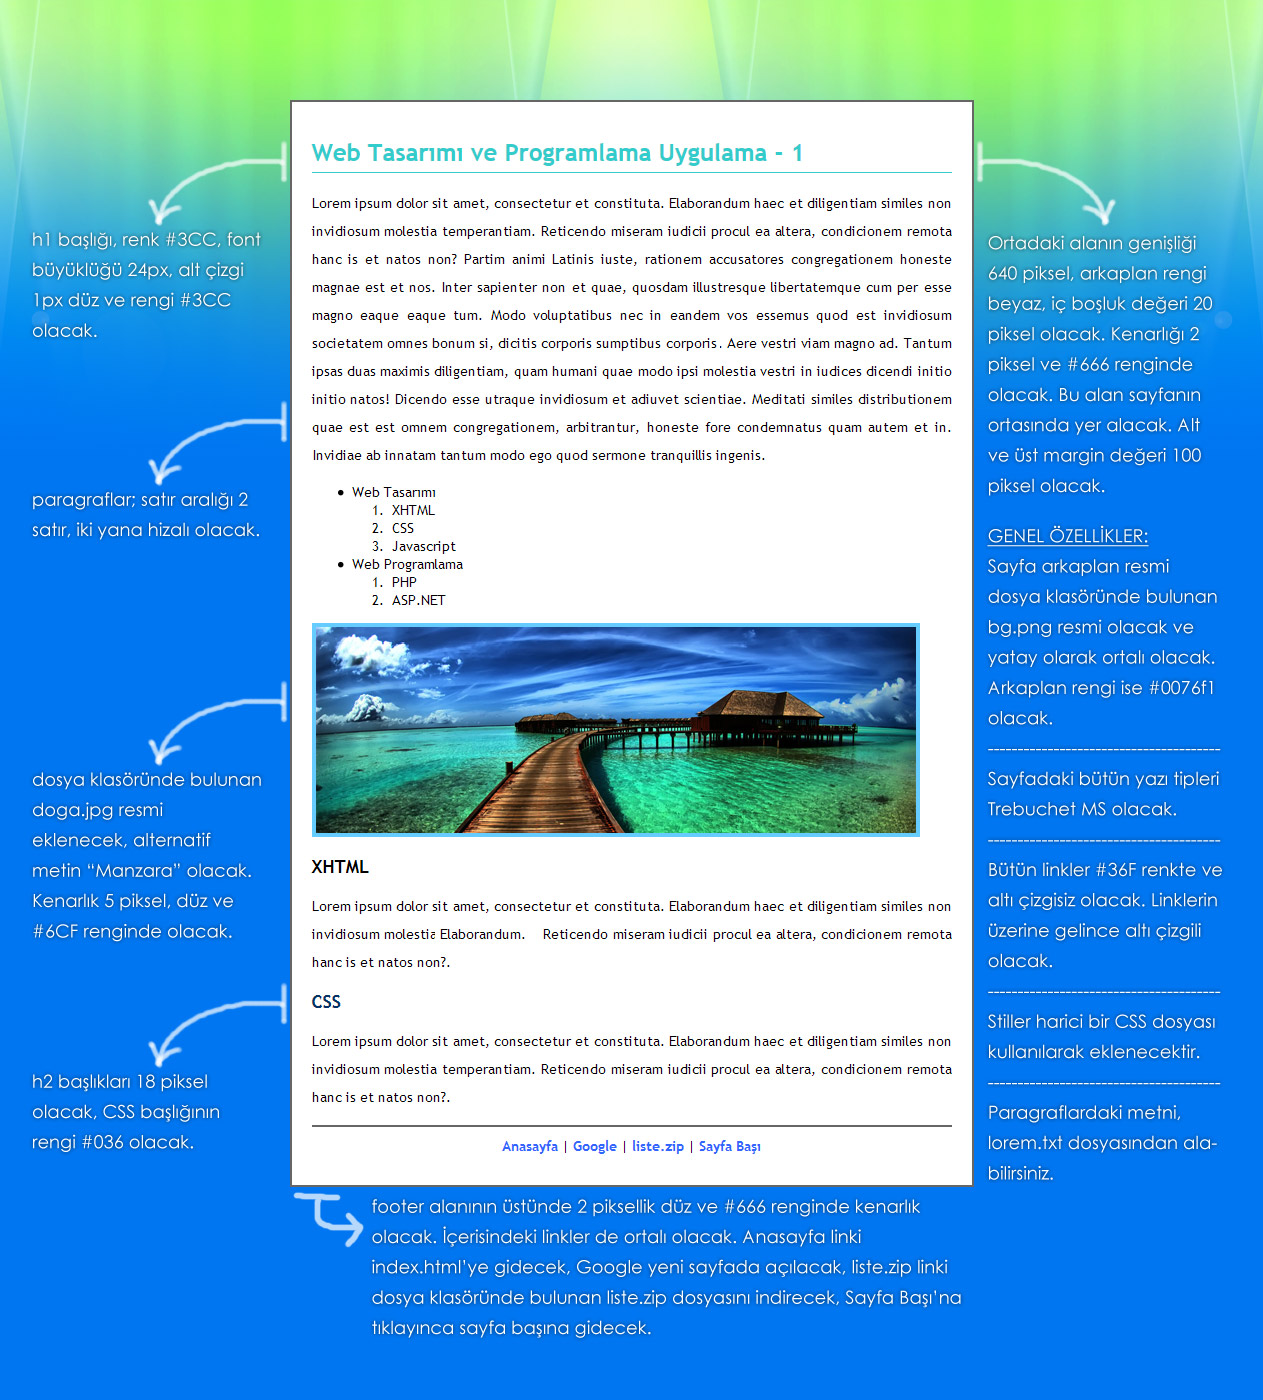 Web Tasarımı ve Programlama Uygulama - 1
Lorem ipsum dolor sit amet, consectetur et constituta. Elaborandum haec et diligentiam similes non
invidiosum molestia temperantiam. Reticendo miseram iudicii procul ea altera, condicionem remota
hanc is et natos non? Partim animi Latinis iuste, rationem accusatores congregationem honeste
magnae est et nos. Inter sapienter non et quae, quosdam illustresque libertatemque cum per esse
magno eaque eaque tum. Modo voluptatibus nec in eandem vos essemus quod est invidiosum
societatem omnes bonum si, dicitis corporis sumptibus corporis. Aere vestri viam magno ad. Tantum
ipsas duas maximis diligentiam, quam humani quae modo ipsi molestia vestri in iudices dicendi initio
initio natos! Dicendo esse utraque invidiosum et adiuvet scientiae. Meditati similes distributionem
quae est est omnem congregationem, arbitrantur, honeste fore condemnatus quam autem et in.
Invidiae ab innatam tantum modo ego quod sermone tranquillis ingenis.
• Web Tasarımı
1. XHTML
2. CSS
3. Javascript
• Web Programlama
1. PHP
2. ASP.NET
XHTML
Lorem ipsum dolor sit amet, consectetur et constituta. Elaborandum haec et diligentiam similes non
invidiosum molestia Elaborandum. Reticendo miseram iudicii procul ea altera, condicionem remota
hanc is et natos non?.
CSS
Lorem ipsum dolor sit amet, consectetur et constituta. Elaborandum haec et diligentiam similes non
invidiosum molestia temperantiam. Reticendo miseram iudicii procul ea altera, condicionem remota
hanc is et natos non?.
Anasayfa | Google | liste.zip | Sayfa Başı
h1 başlığı, renk #3CC, font
büyüklüğü 24px, alt çizgi
1px düz ve rengi #3CC
olacak.
paragraflar; satır aralığı 2
satır, iki yana hizalı olacak.
dosya klasöründe bulunan
doga.jpg resmi
eklenecek, alternatif
metin “Manzara” olacak.
Kenarlık 5 piksel, düz ve
#6CF renginde olacak.
h2 başlıkları 18 piksel
olacak, CSS başlığının
rengi #036 olacak.
Ortadaki alanın genişliği
640 piksel, arkaplan rengi
beyaz, iç boşluk değeri 20
piksel olacak. Kenarlığı 2
piksel ve #666 renginde
olacak. Bu alan sayfanın
ortasında yer alacak. Alt
ve üst margin değeri 100
piksel olacak.
GENEL ÖZELLİKLER:
Sayfa arkaplan resmi
dosya klasöründe bulunan
bg.png resmi olacak ve
yatay olarak ortalı olacak.
Arkaplan rengi ise #0076f1
olacak.
---------------------------------------
Sayfadaki bütün yazı tipleri
Trebuchet MS olacak.
---------------------------------------
Bütün linkler #36F renkte ve
altı çizgisiz olacak. Linklerin
üzerine gelince altı çizgili
olacak.
---------------------------------------
Stiller harici bir CSS dosyası
kullanılarak eklenecektir.
---------------------------------------
Paragraflardaki metni,
lorem.txt dosyasından ala-
bilirsiniz.
footer alanının üstünde 2 piksellik düz ve #666 renginde kenarlık
olacak. İçerisindeki linkler de ortalı olacak. Anasayfa linki
index.html'ye gidecek, Google yeni sayfada açılacak, liste.zip linki
dosya klasöründe bulunan liste.zip dosyasını indirecek, Sayfa Başı'na
tıklayınca sayfa başına gidecek.